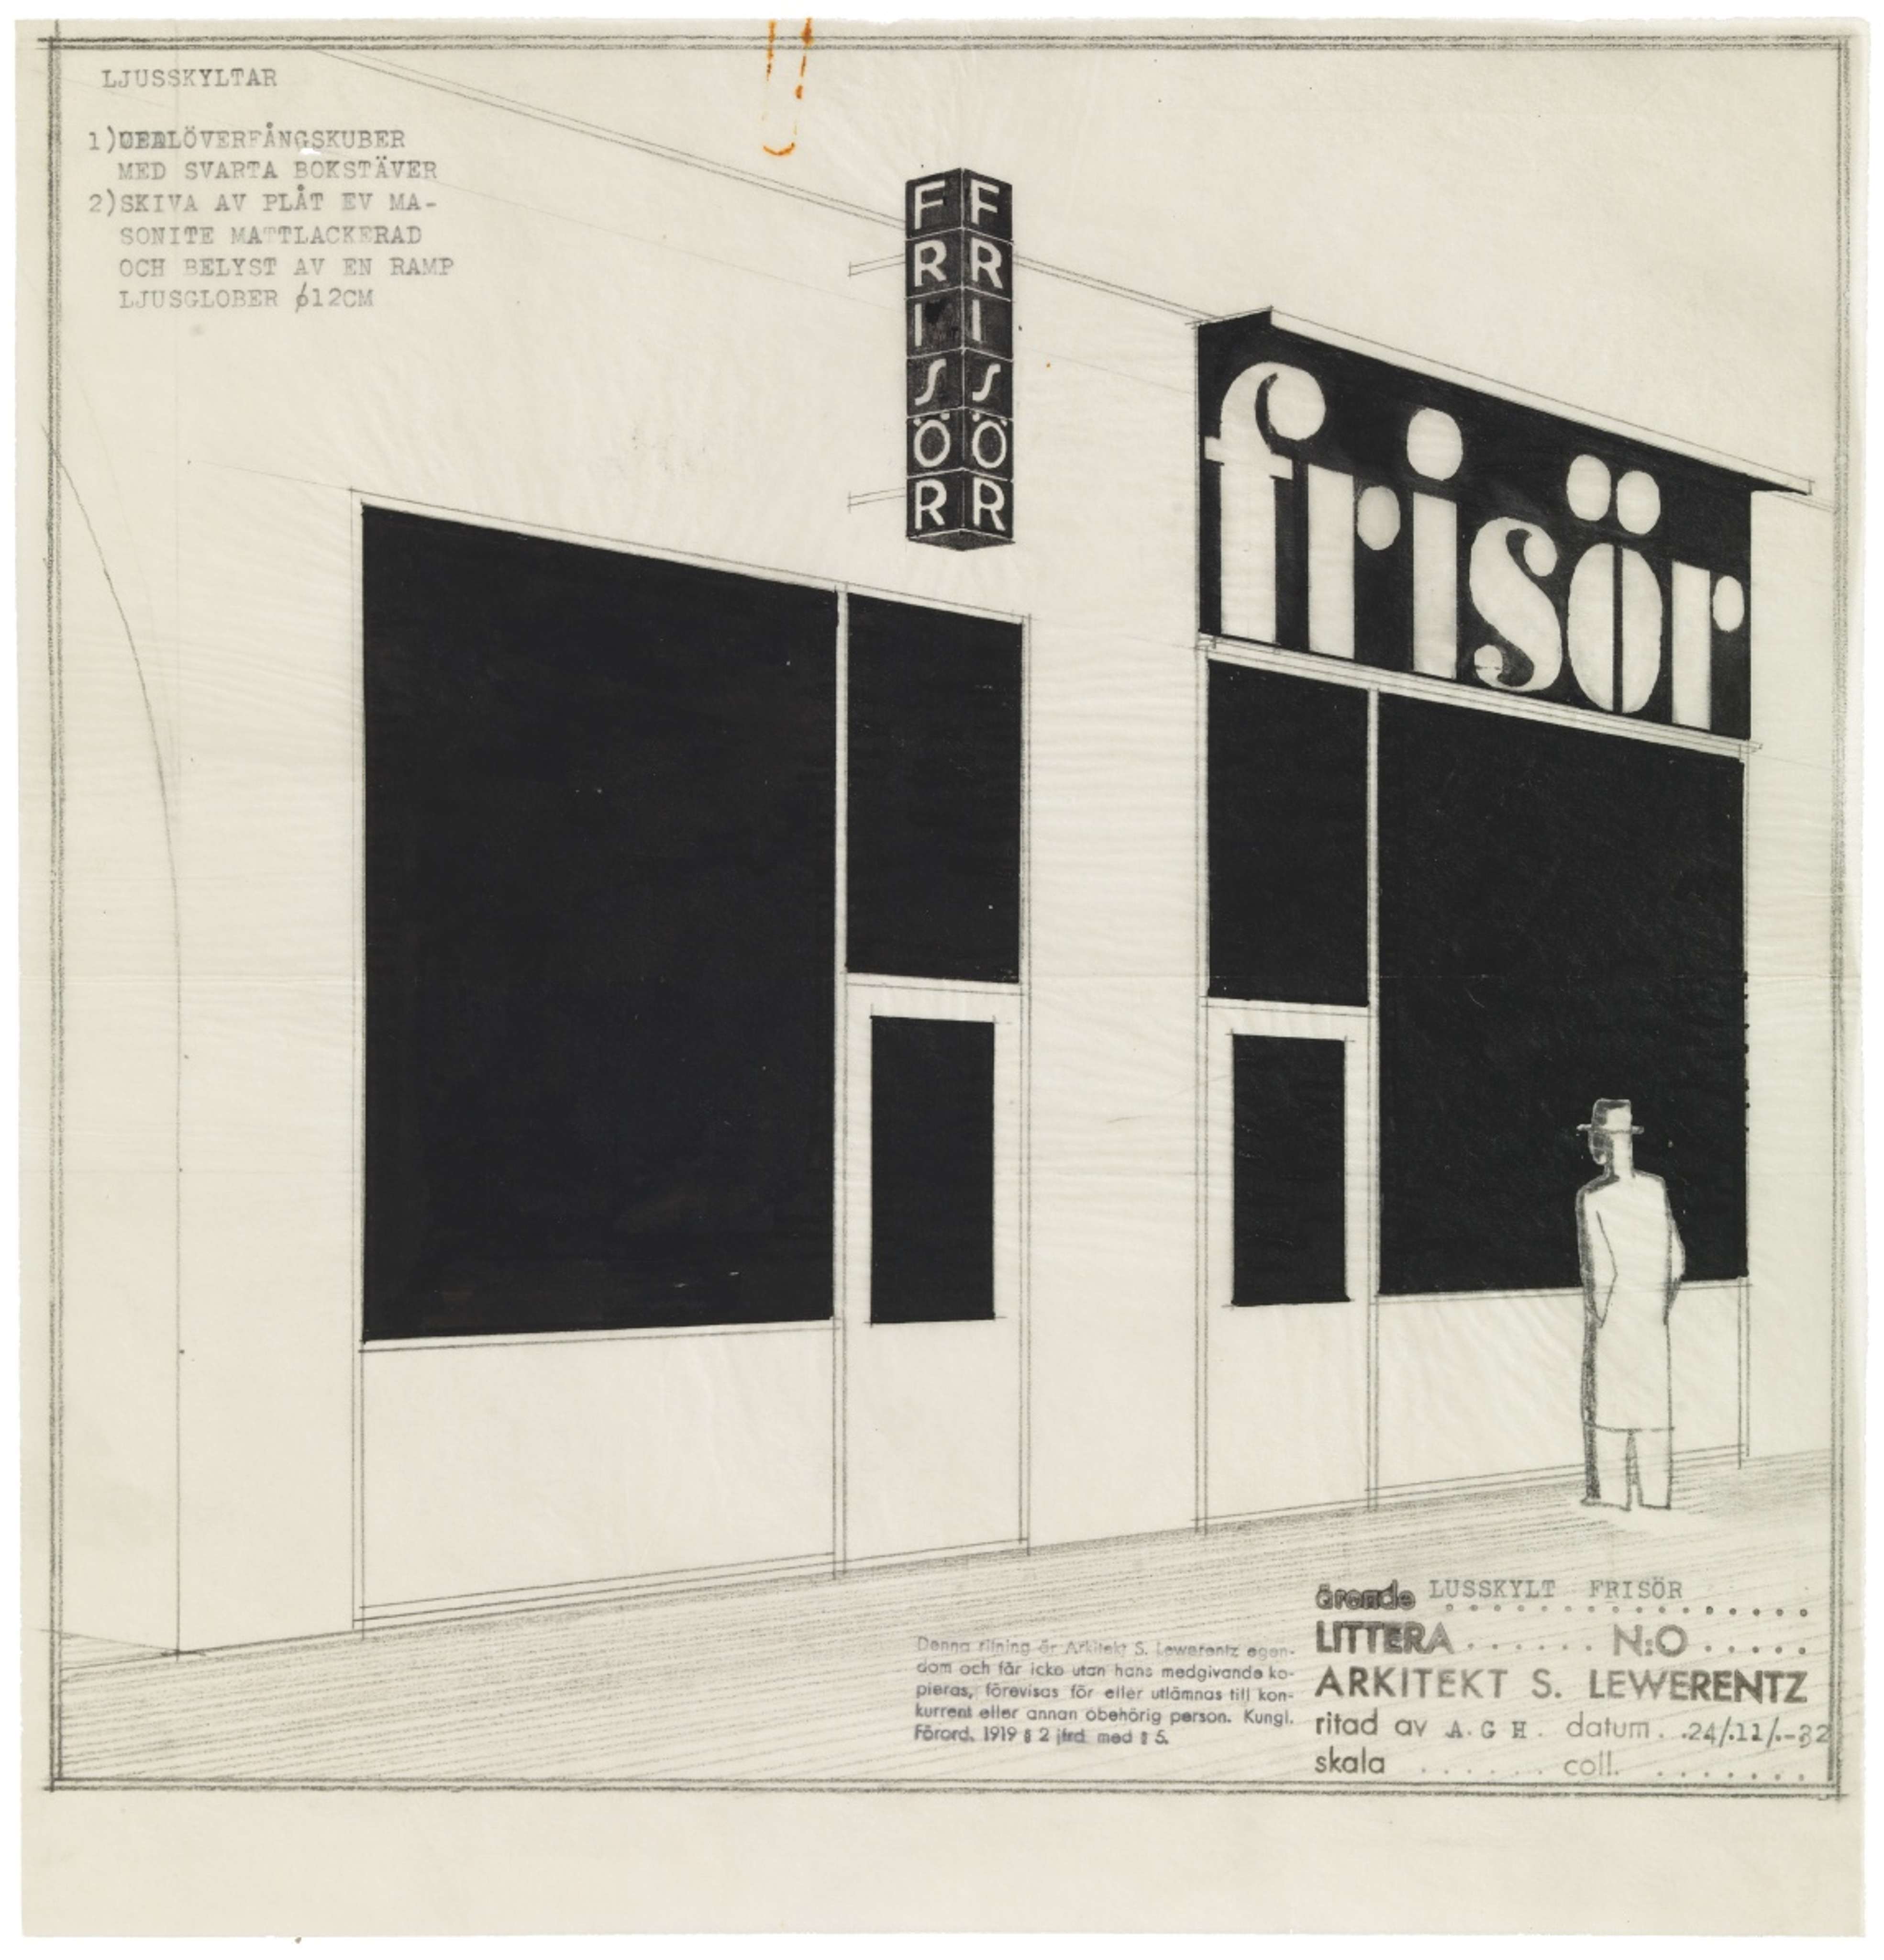 LJUSSKYLTAR
1) ÖVERFÅNGSKUBER
MED SVARTA BOKSTÄVER
2)SKIVA AV PLÅT EV MA-
SONITE MATTLACKERAD
OCH BELYST AV EN RAMP
LJUSGLOBER ϕ12CM
F F
R R
I I
S S
Ö Ö
R R
frisör
Denna ritning är Arkitekt S. Lewerentz egen-
dom och får icke utan hans medgivande ko-
pieras, förevisas för eller utlämnas till kon-
kurrent eller annan obehörig person. Kungl.
Förord. 1919 § 2 jfrd. med § 5.
ärende LUSSKYLT FRISÖR
LITTERA . . . . . . N:O . . . . .
ARKITEKT S. LEWERENTZ
ritad av A.G H. datum. .24/.11/.-32
skala . . . . . . coll. . . . . . . .